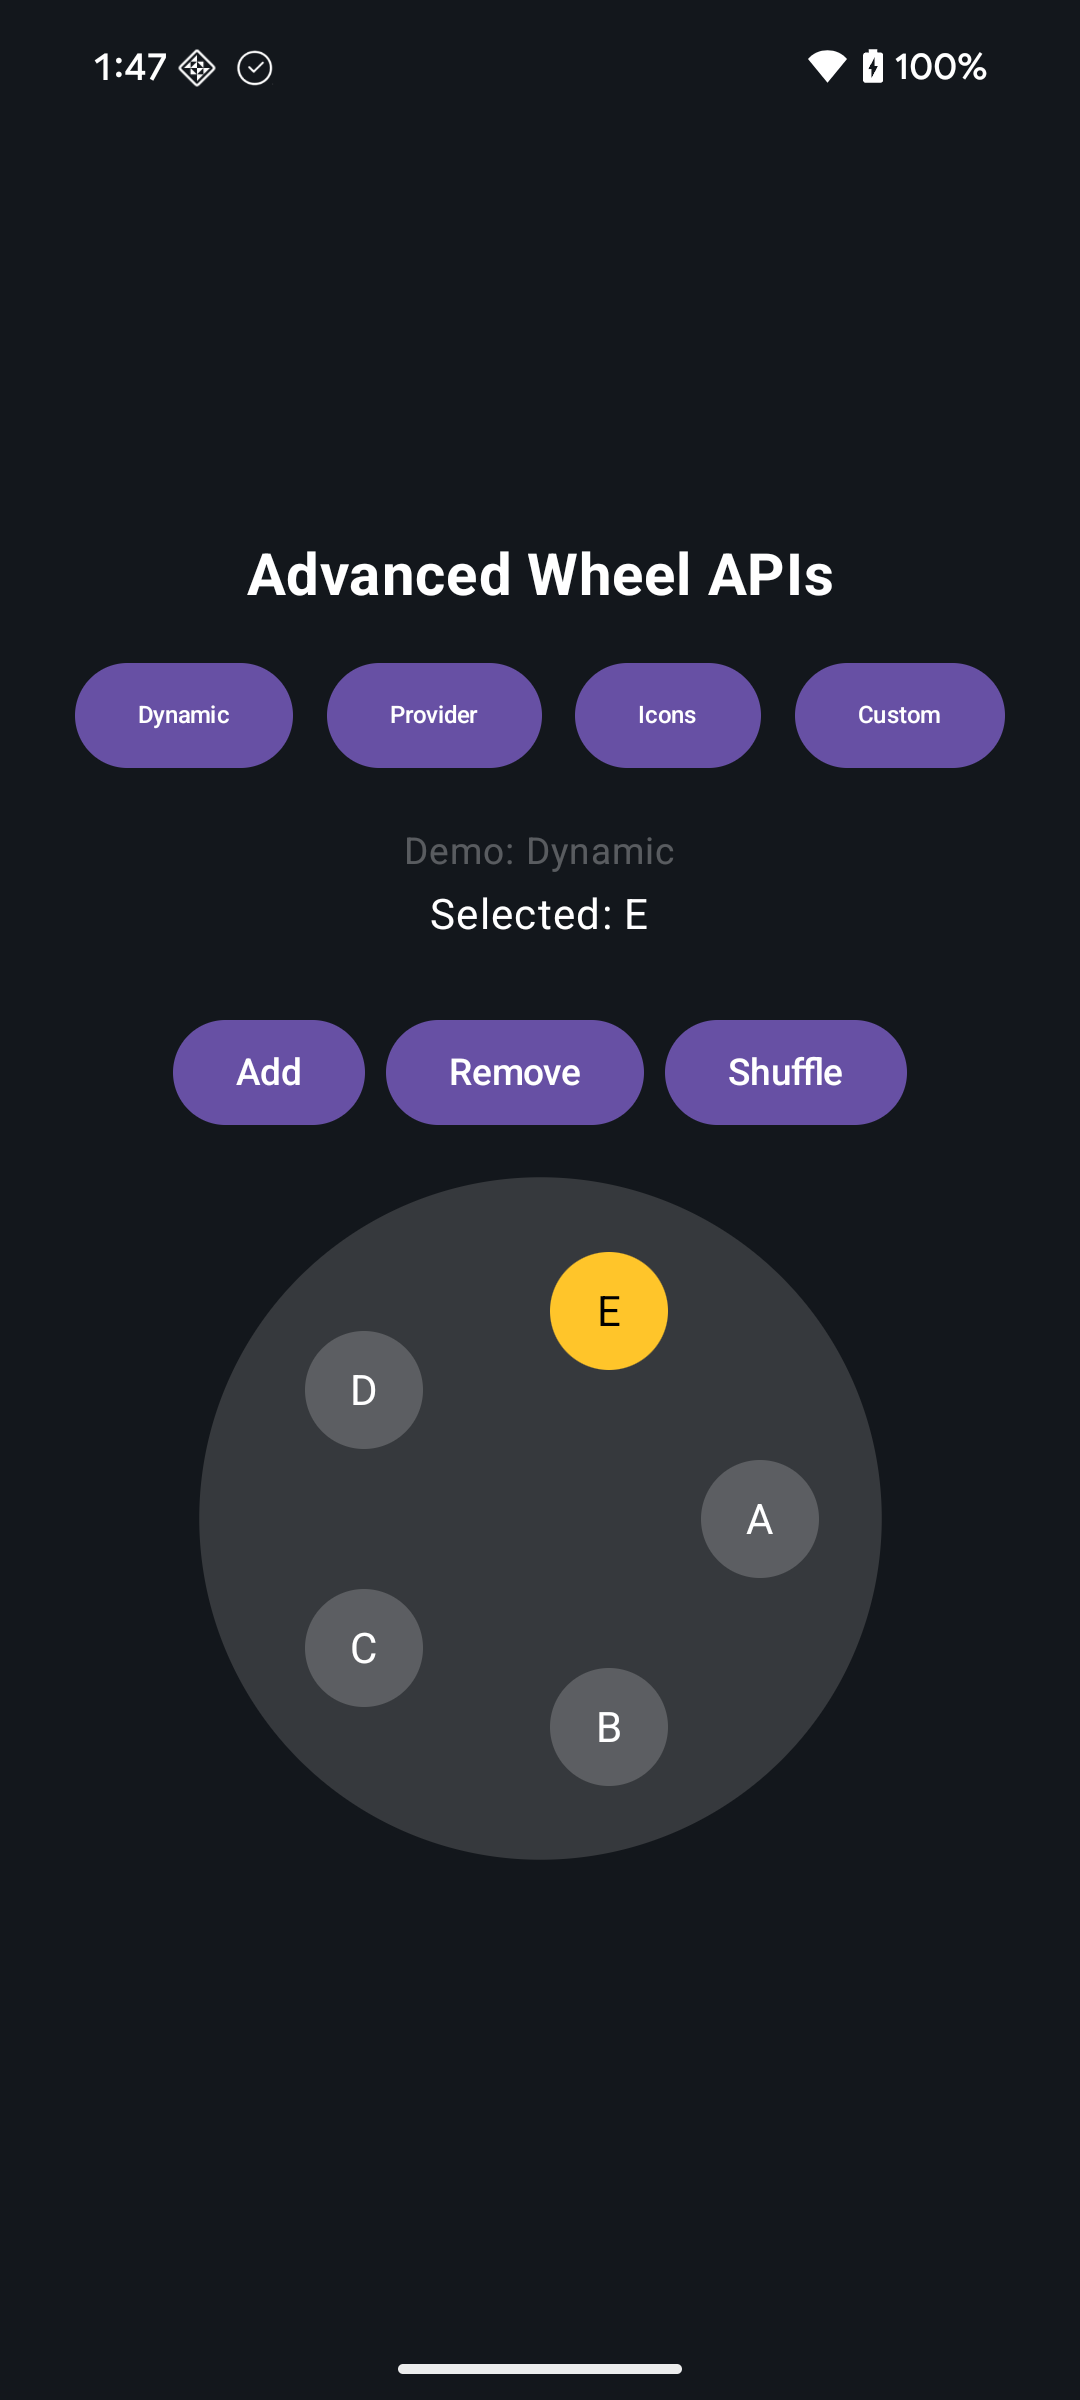 1:47 100%
Advanced Wheel APIs
Dynamic Provider Icons Custom
Demo: Dynamic
Selected: E
Add Remove Shuffle
E
D
A
C
B